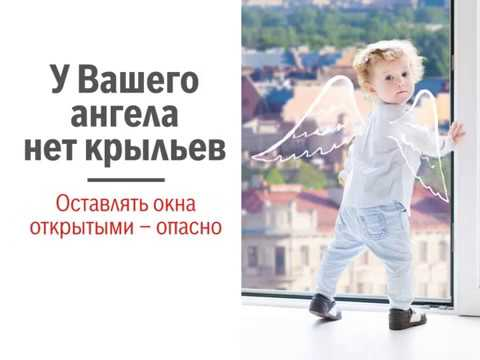 У Вашего
ангела
нет крыльев
Оставлять окна
открытыми – опасно